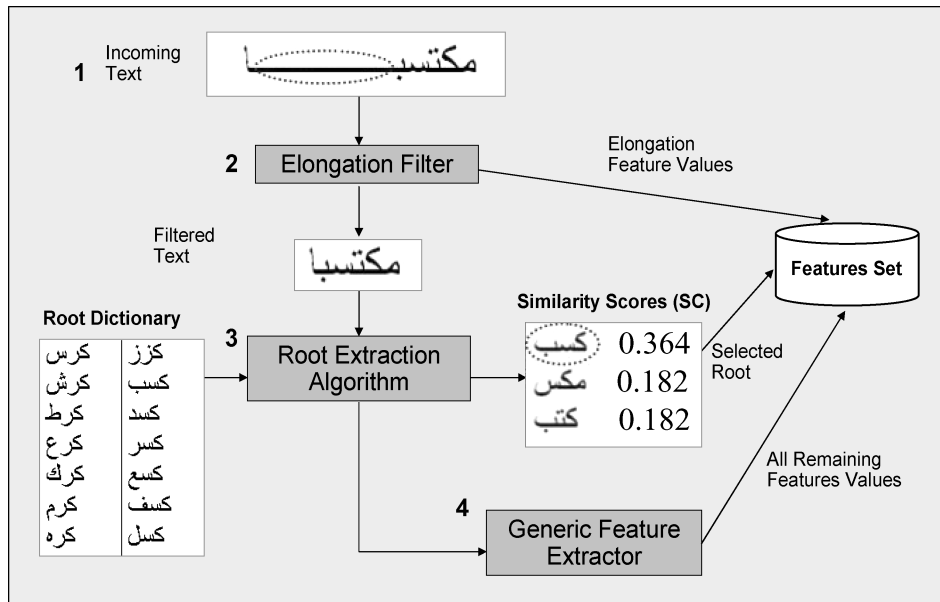 1
Incoming
Text
مكتسبـــــــــــــا
2
Elongation Filter
Elongation
Feature Values
Filtered
Text
مكتسبا
Features Set
Root Dictionary
كرس كزز
كرش كسب
كرط كسد
كرع كسر
كرك كسع
كرم كسف
كره كسل
3
Root Extraction
Algorithm
Similarity Scores (SC)
كسب 0.364
مكس 0.182
كتب 0.182
Selected
Root
4
Generic Feature
Extractor
All Remaining
Features Values